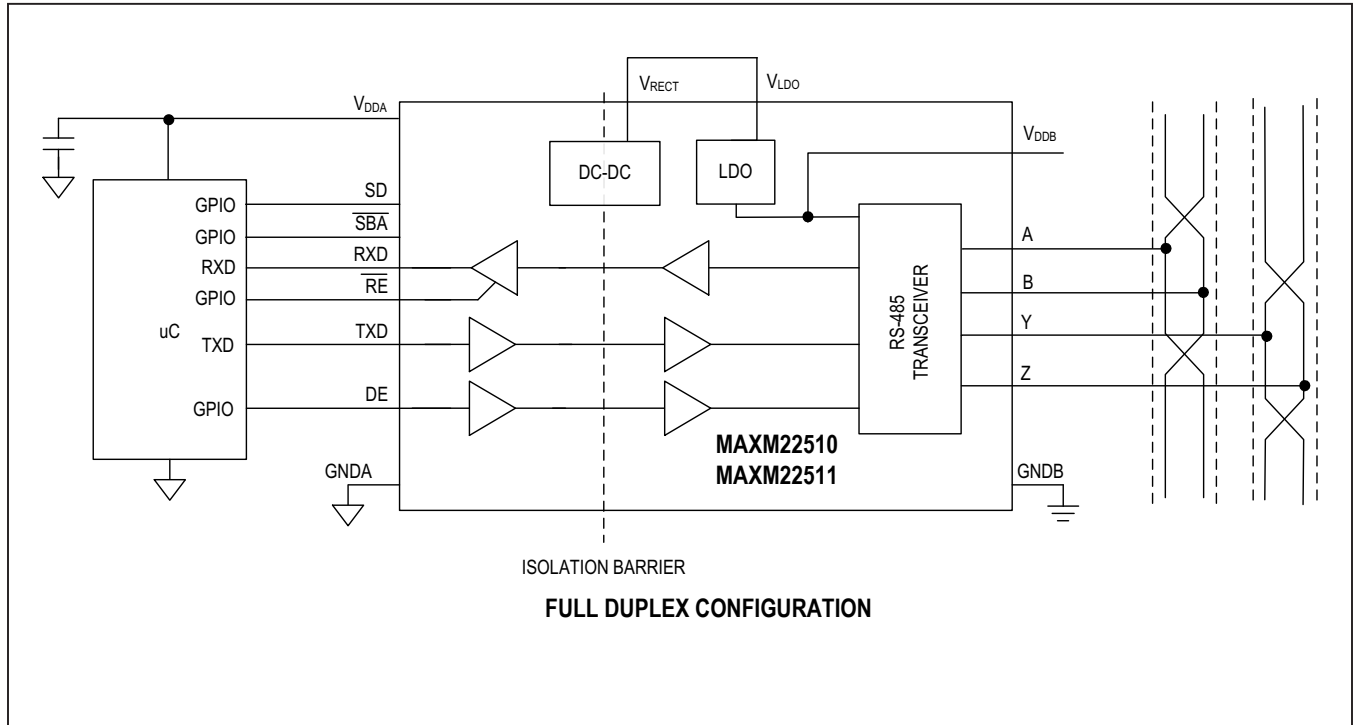 VRECT
VLDO
VDDA
VDDB
DC-DC
LDO
GPIO
SD
GPIO
SBA
RXD
RXD
GPIO
RE
uC
TXD
TXD
GPIO
DE
RS-485
TRANSCEIVER
A
B
Y
Z
MAXM22510
MAXM22511
GNDA
GNDB
ISOLATION BARRIER
FULL DUPLEX CONFIGURATION